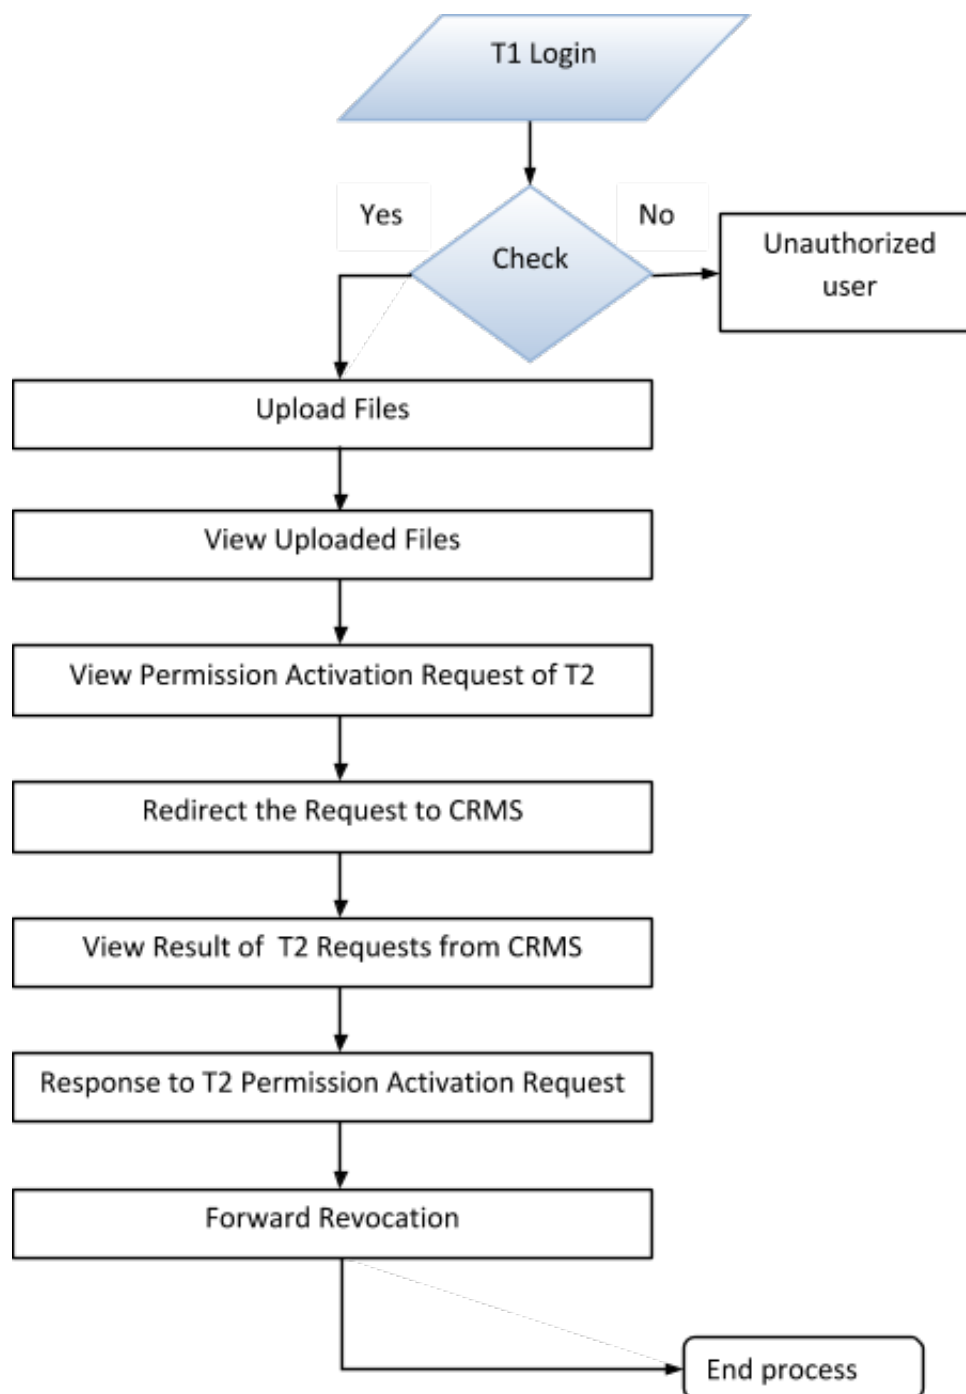 T1 Login
Yes
No
Check
Unauthorized
user
Upload Files
View Uploaded Files
View Permission Activation Request of T2
Redirect the Request to CRMS
View Result of  T2 Requests from CRMS
Response to T2 Permission Activation Request
Forward Revocation
End process